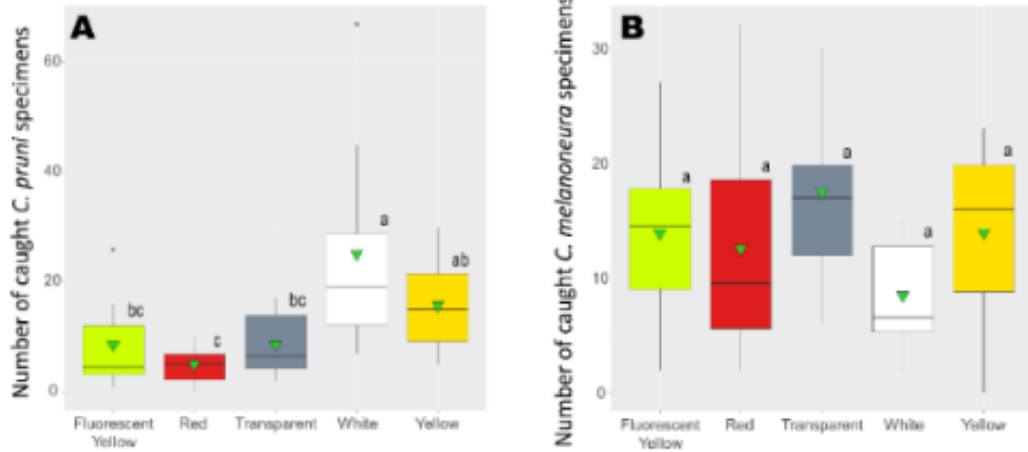 A
Number of caught C. pruni specimens
60
40
20
0
bc
c
bc
a
ab
Fluorescent
Yellow
Red
Transparent
White
Yellow
B
Number of caught C. melanoneura specimens
30
20
10
0
a
a
a
a
a
Fluorescent
Yellow
Red
Transparent
White
Yellow